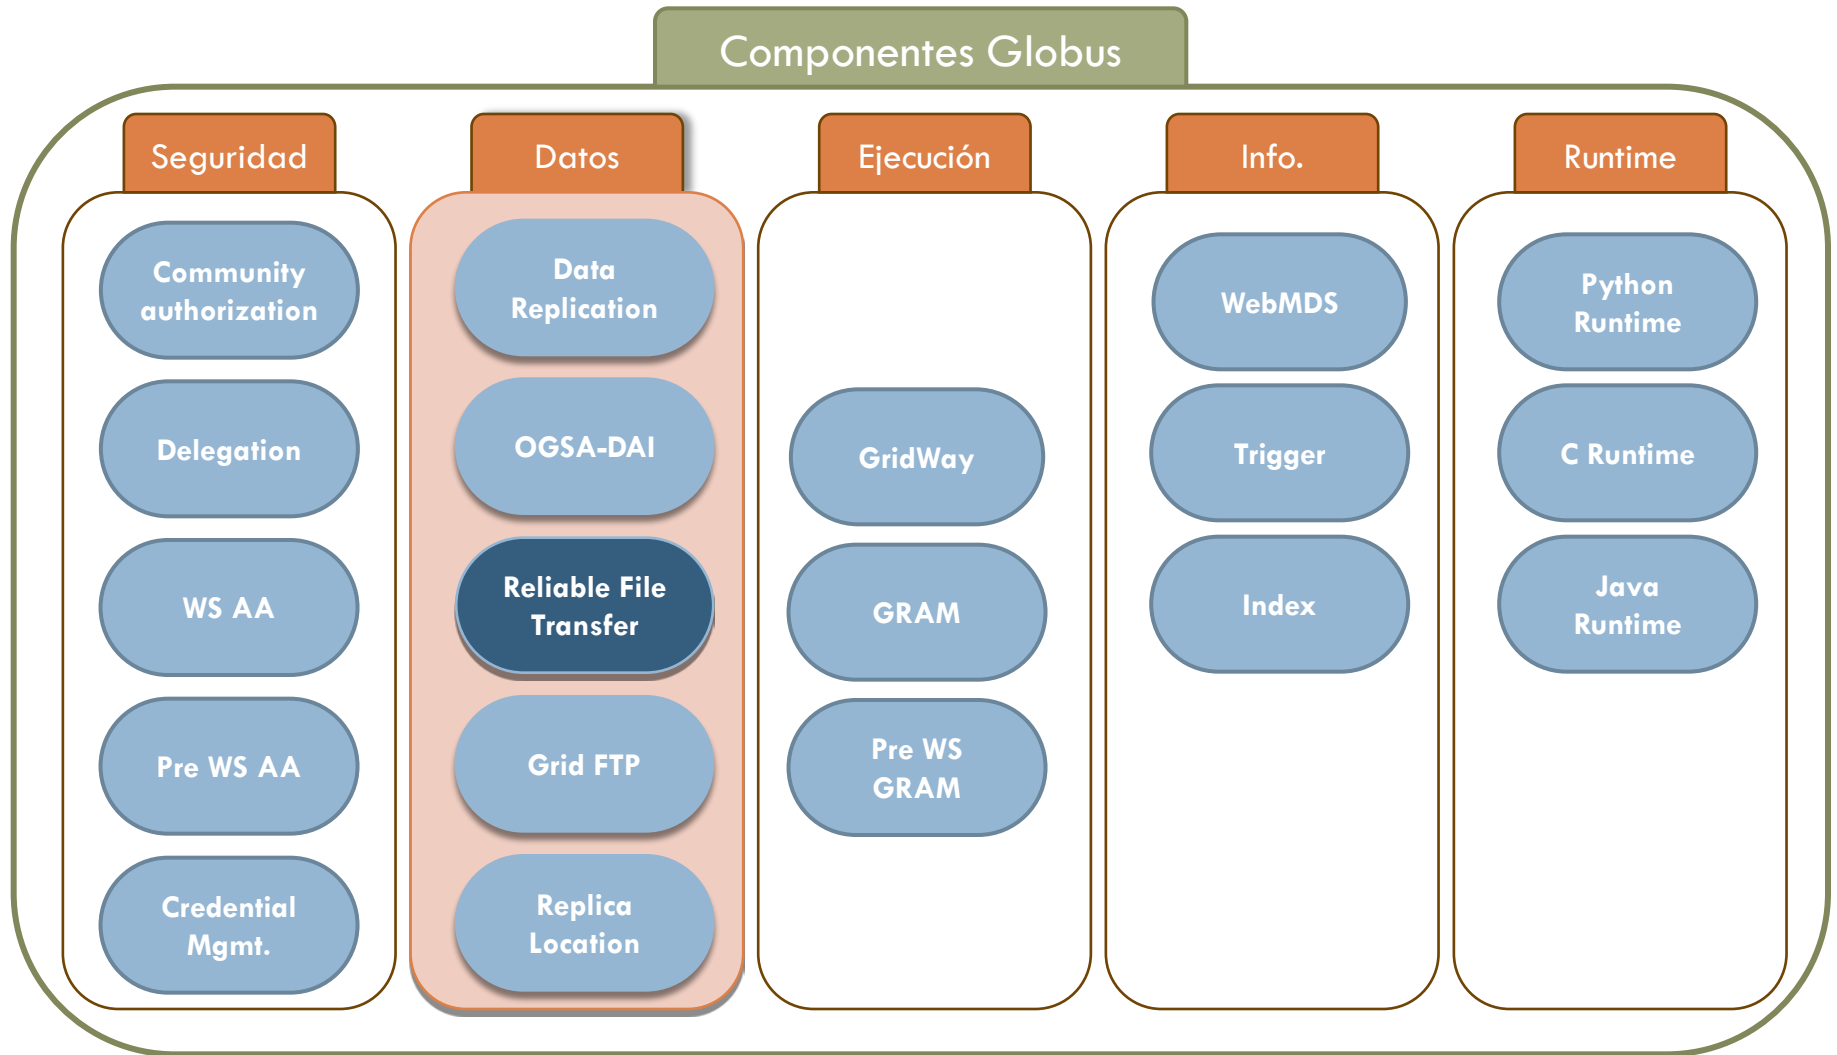 Componentes Globus
Seguridad
Community
authorization
Delegation
WS AA
Pre WS AA
Credential
Mgmt.
Datos
Data
Replication
OGSA-DAI
Reliable File
Transfer
Grid FTP
Replica
Location
Ejecución
GridWay
GRAM
Pre WS
GRAM
Info.
WebMDS
Trigger
Index
Runtime
Python
Runtime
C Runtime
Java
Runtime